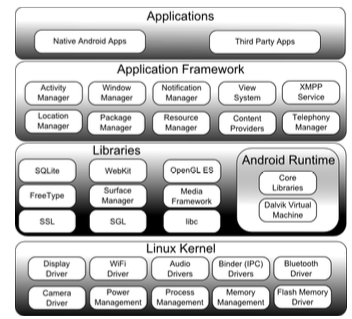 Applications
Native Android Apps
Third Party Apps
Application Framework
Activity Manager
Window Manager
Notification Manager
View System
XMPP Service
Location Manager
Package Manager
Resource Manager
Content Providers
Telephony Manager
Libraries
SQLite
WebKit
OpenGL ES
FreeType
Surface Manager
Media Framework
SSL
SGL
libc
Android Runtime
Core Libraries
Dalvik Virtual Machine
Linux Kernel
Display Driver
WiFi Driver
Audio Drivers
Binder (IPC) Drivers
Bluetooth Driver
Camera Driver
Power Management
Process Management
Memory Management
Flash Memory Driver